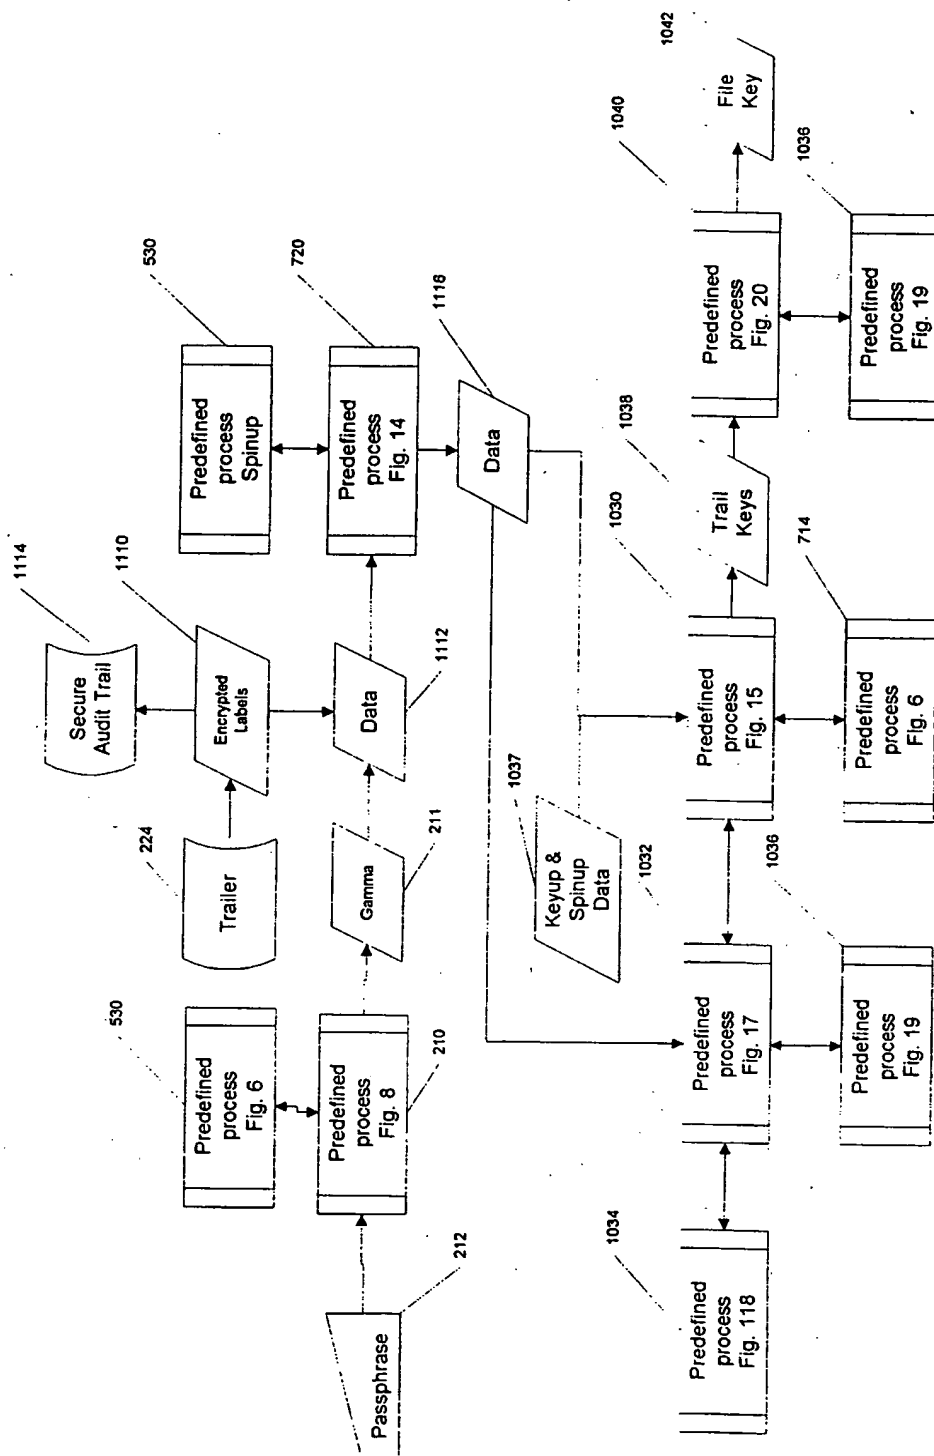 1114
Secure
Audit Trail
530
Predefined
process
Fig. 6
224
Trailer
1110
Encrypted
Labels
530
Predefined
process
Spinup
Passphrase
212
Predefined
process
Fig. 8
210
Gamma
211
Data
1112
720
Predefined
process
Fig. 14
1116
Data
1037
Keyup &
Spinup
Data
1034
Predefined
process
Fig. 118
1032
Predefined
process
Fig. 17
1030
Predefined
process
Fig. 15
1038
Trail
Keys
1040
Predefined
process
Fig. 20
1042
File
Key
1036
Predefined
process
Fig. 19
714
Predefined
process
Fig. 6
1036
Predefined
process
Fig. 19